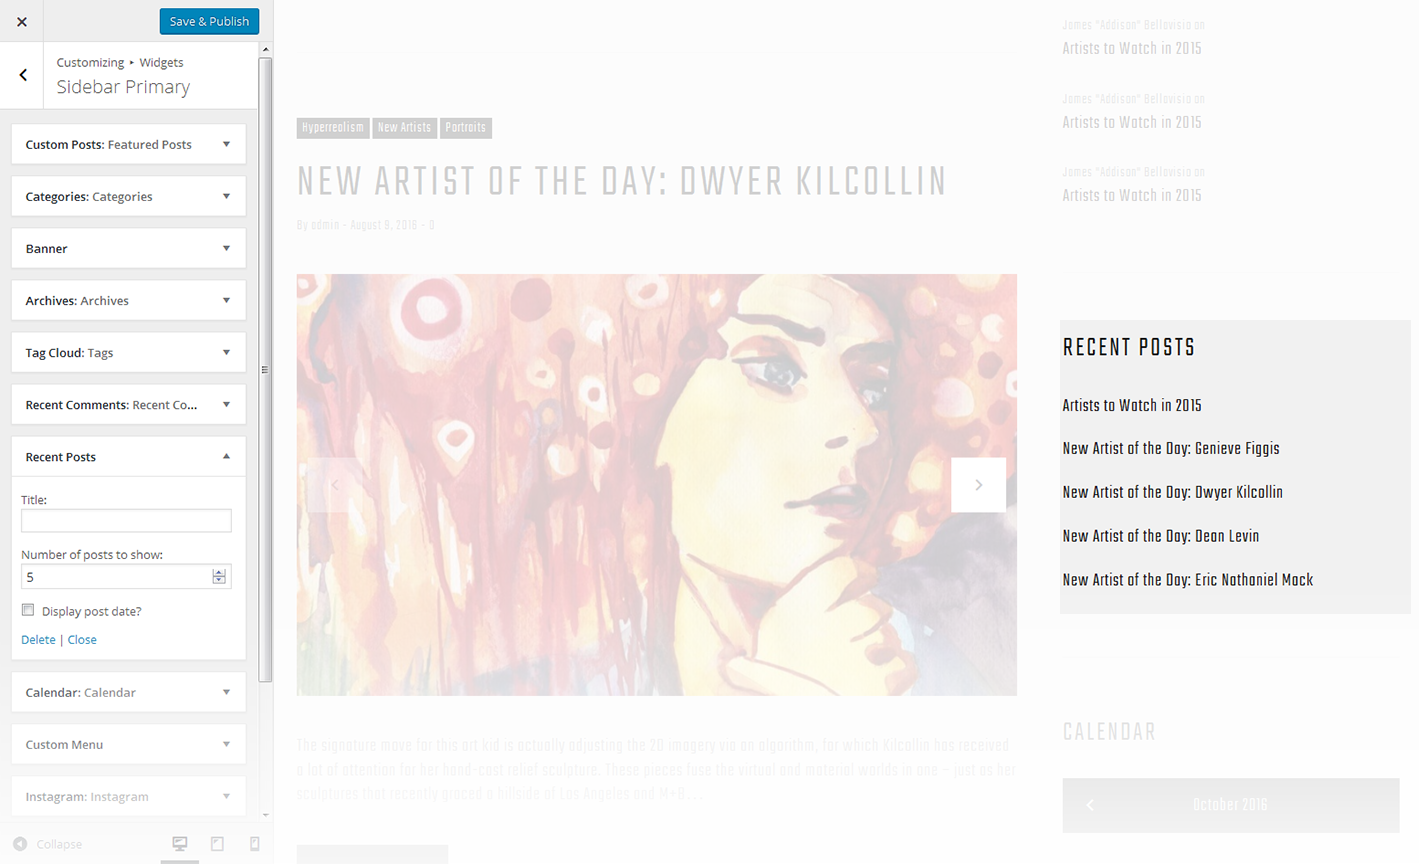 Save & Publish
Customizing ▸ Widgets
Sidebar Primary
Custom Posts: Featured Posts
Categories: Categories
Banner
Archives: Archives
Tag Cloud: Tags
Recent Comments: Recent Co...
Recent Posts
Title:
Number of posts to show:
5
Display post date?
Delete | Close
Calendar: Calendar
Custom Menu
Instagram: Instagram
Collapse
Hyperrealism New Artists Portraits
NEW ARTIST OF THE DAY: DWYER KILCOLLIN
By admin - August 9, 2016 - 0
The signature move for this art kid is actually adjusting the 2D imagery via an algorithm, for which Kilcollin has received
a lot of attention for her hand-cast relief sculpture. These pieces fuse the virtual and material worlds in one – just as her
sculptures that recently graced a hillside at Los Angeles and M+B ...
James "Addison" Bellovisio on
Artists to Watch in 2015
James "Addison" Bellovisio on
Artists to Watch in 2015
James "Addison" Bellovisio on
Artists to Watch in 2015
RECENT POSTS
Artists to Watch in 2015
New Artist of the Day: Genieve Figgis
New Artist of the Day: Dwyer Kilcollin
New Artist of the Day: Dean Levin
New Artist of the Day: Eric Nathaniel Mack
CALENDAR
October 2016